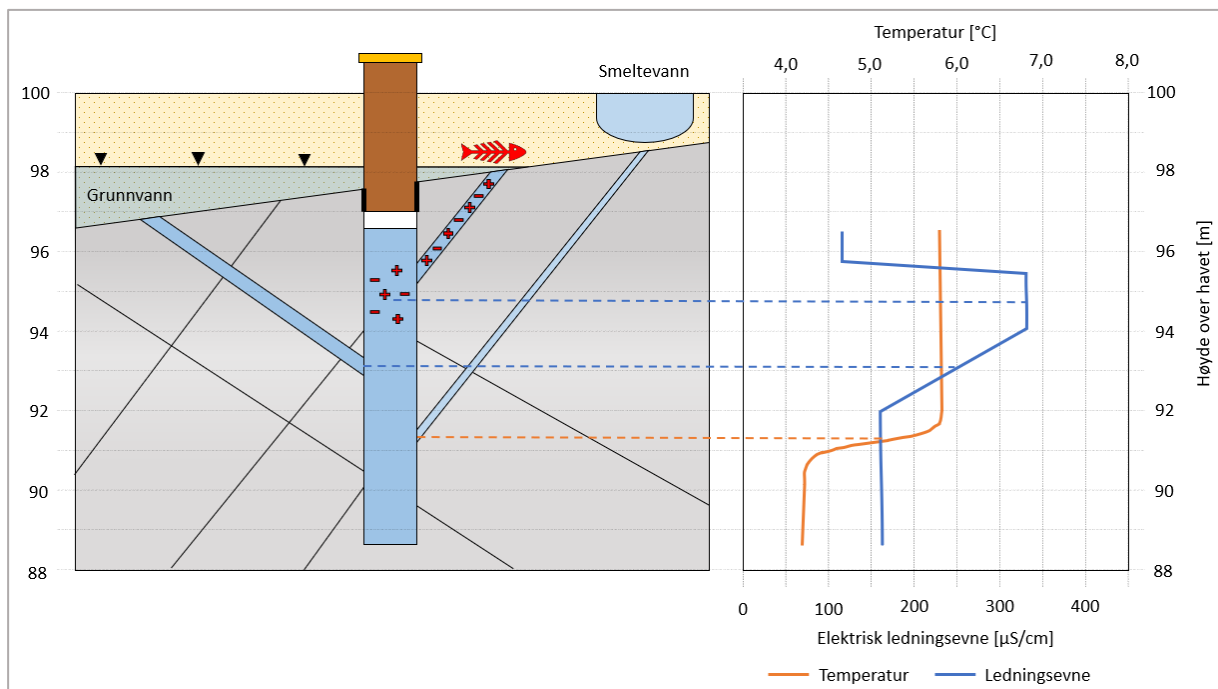 Temperatur [°C]
4,0 5,0 6,0 7,0 8,0
Smeltevann
100
98
96
94
92
90
88
Grunnvann
100
98
96
94
92
90
88
Høyde over havet [m]
0 100 200 300 400
Elektrisk ledningsevne [µS/cm]
Temperatur Ledningsevne